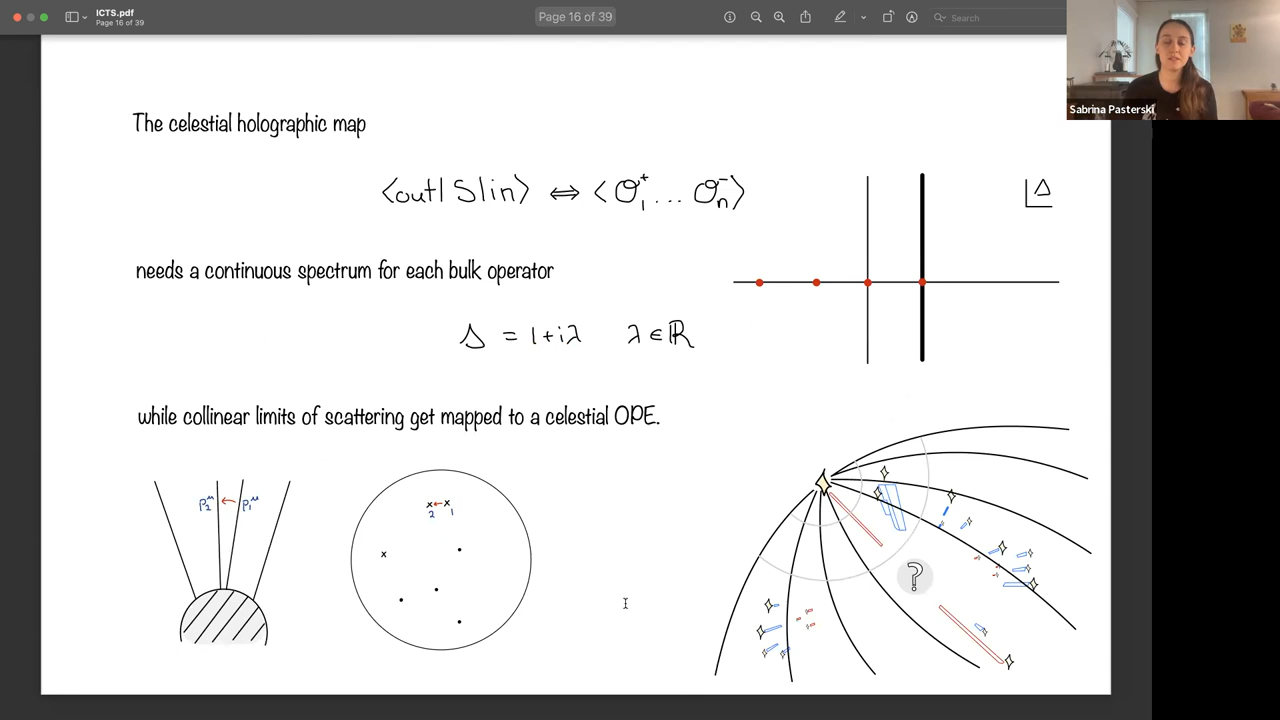 ICTS.pdf
Page 16 of 39
Page 16 of 39
Search
Sabrina Pasterski
The celestial holographic map
⟨out|S|in⟩ ⇔ ⟨O₁⁺ ... Oₙ⁻⟩
Δ
needs a continuous spectrum for each bulk operator
Δ = 1+iλ λ ∈ ℝ
while collinear limits of scattering get mapped to a celestial OPE.
p₂^μ ← p₁^μ
x ← x
2 1
x
?